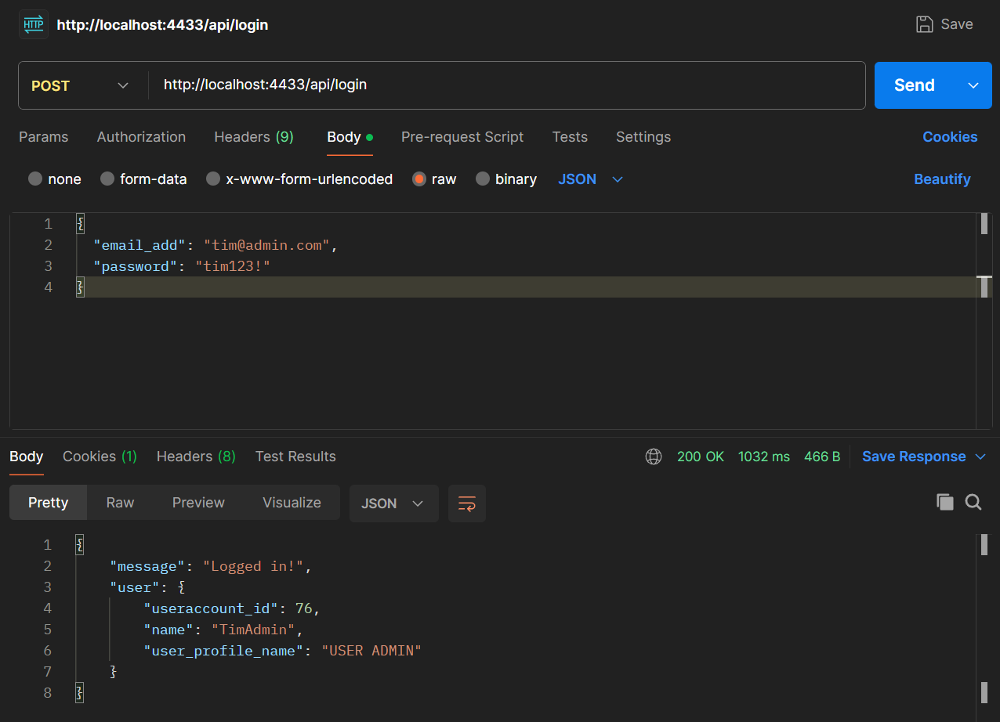 HTTP http://localhost:4433/api/login Save
POST http://localhost:4433/api/login Send
Params Authorization Headers (9) Body Pre-request Script Tests Settings Cookies
none form-data x-www-form-urlencoded raw binary JSON Beautify
1 {
2 "email_add": "tim@admin.com",
3 "password": "tim123!"
4 }
Body Cookies (1) Headers (8) Test Results 200 OK 1032 ms 466 B Save Response
Pretty Raw Preview Visualize JSON
1 {
2 "message": "Logged in!",
3 "user": {
4 "useraccount_id": 76,
5 "name": "TimAdmin",
6 "user_profile_name": "USER ADMIN"
7 }
8 }